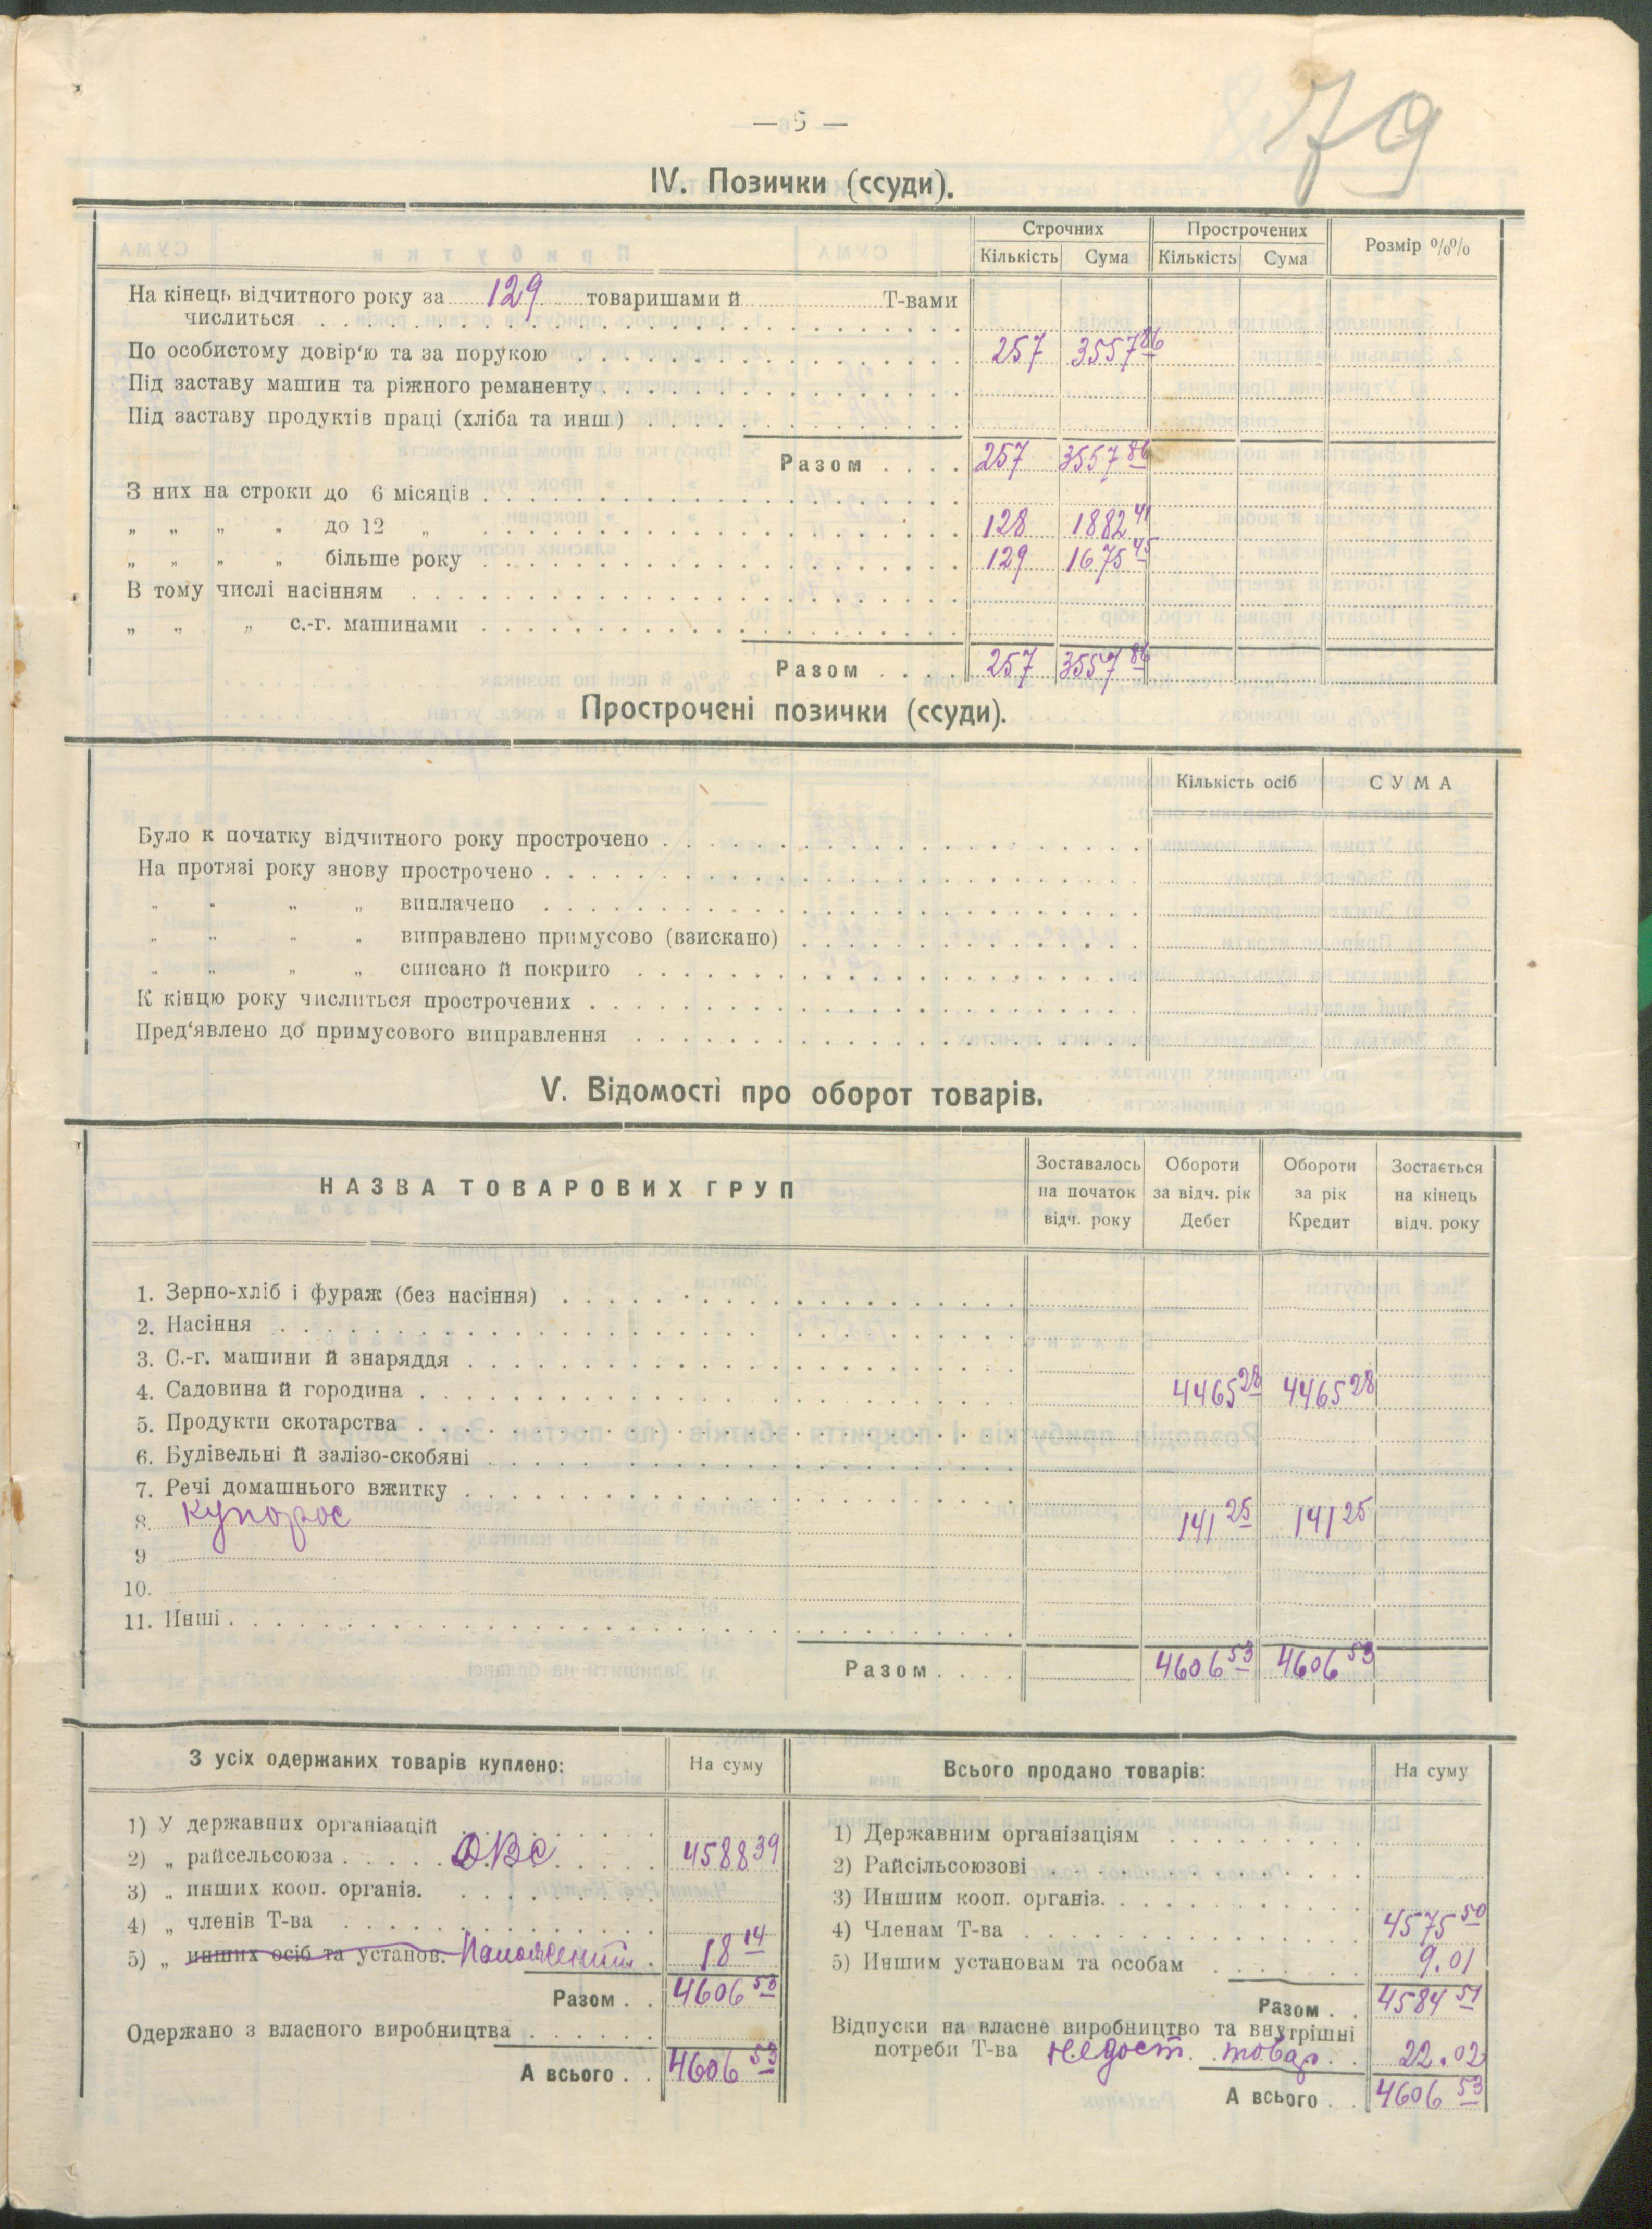 79
— 5 —
IV. Позички (ссуди).
Строчних Прострочених Розмір %%
Кількість Сума Кількість Сума
На кінець відчитного року за 129 товаришами й Т-вами
числиться
По особистому довір'ю та за порукою 257 3557 86
Під заставу машин та ріжного реманенту
Під заставу продуктів праці (хліба та инш.)
Разом 257 3557 86
З них на строки до 6 місяців
„ „ „ „ до 12 „ 128 1882 41
„ „ „ „ більше року 129 1675 45
В тому числі насінням
„ „ „ с.-г. машинами
Разом 257 3557 86
Прострочені позички (ссуди).
Кількість осіб СУМА
Було к початку відчитного року прострочено
На протязі року знову прострочено
„ „ „ „ виплачено
„ „ „ „ виправлено примусово (взискано)
„ „ „ „ списано й покрито
К кінцю року числиться прострочених
Пред'явлено до примусового виправлення
V. Відомості про оборот товарів.
НАЗВА ТОВАРОВИХ ГРУП
Зоставалось на початок відч. року
Обороти за відч. рік Дебет
Обороти за рік Кредит
Зостається на кінець відч. року
1. Зерно-хліб і фураж (без насіння)
2. Насіння
3. С.-г. машини й знаряддя
4. Садовина й городина 4465 28 4465 28
5. Продукти скотарства
6. Будівельні й залізо-скобяні
7. Речі домашнього вжитку
8. Купорос 141 25 141 25
9
10.
11. Инші
Разом 4606 53 4606 53
З усіх одержаних товарів куплено: На суму
1) У державних організацій
2) „ райсельсоюза ОВС 4588 39
3) „ инших кооп. організ.
4) „ членів Т-ва
5) „ инших осіб та установ. 18 14
Разом 4606 53
Одержано з власного виробництва
А всього 4606 53
Всього продано товарів: На суму
1) Державним організаціям
2) Райсільсоюзові
3) Иншим кооп. організ.
4) Членам Т-ва 4575 50
5) Иншим установам та особам 9.01
Разом 4584 51
Відпуски на власне виробництво та внутрішні
потреби Т-ва недост. товар. 22.02
А всього 4606 53